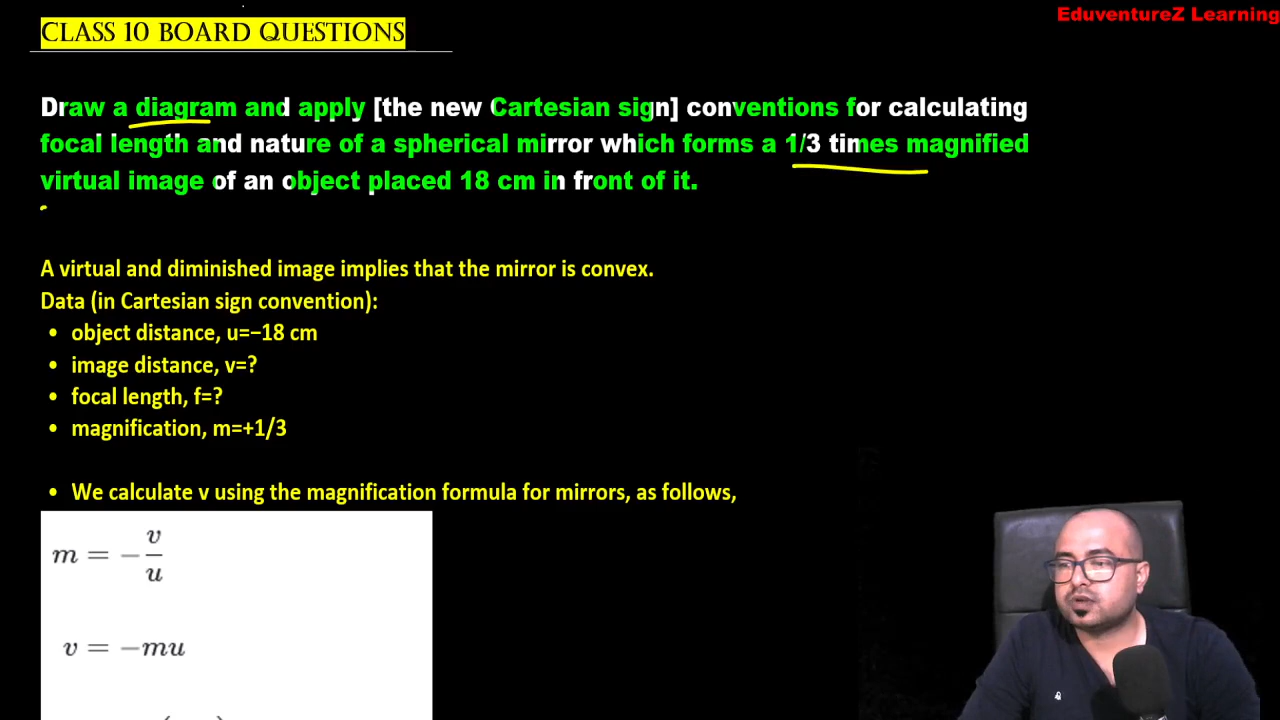 CLASS 10 BOARD QUESTIONS
EduventureZ Learning
Draw a diagram and apply [the new Cartesian sign] conventions for calculating
focal length and nature of a spherical mirror which forms a 1/3 times magnified
virtual image of an object placed 18 cm in front of it.
A virtual and diminished image implies that the mirror is convex.
Data (in Cartesian sign convention):
• object distance, u=−18 cm
• image distance, v=?
• focal length, f=?
• magnification, m=+1/3
• We calculate v using the magnification formula for mirrors, as follows,
m = − v/u
v = −mu